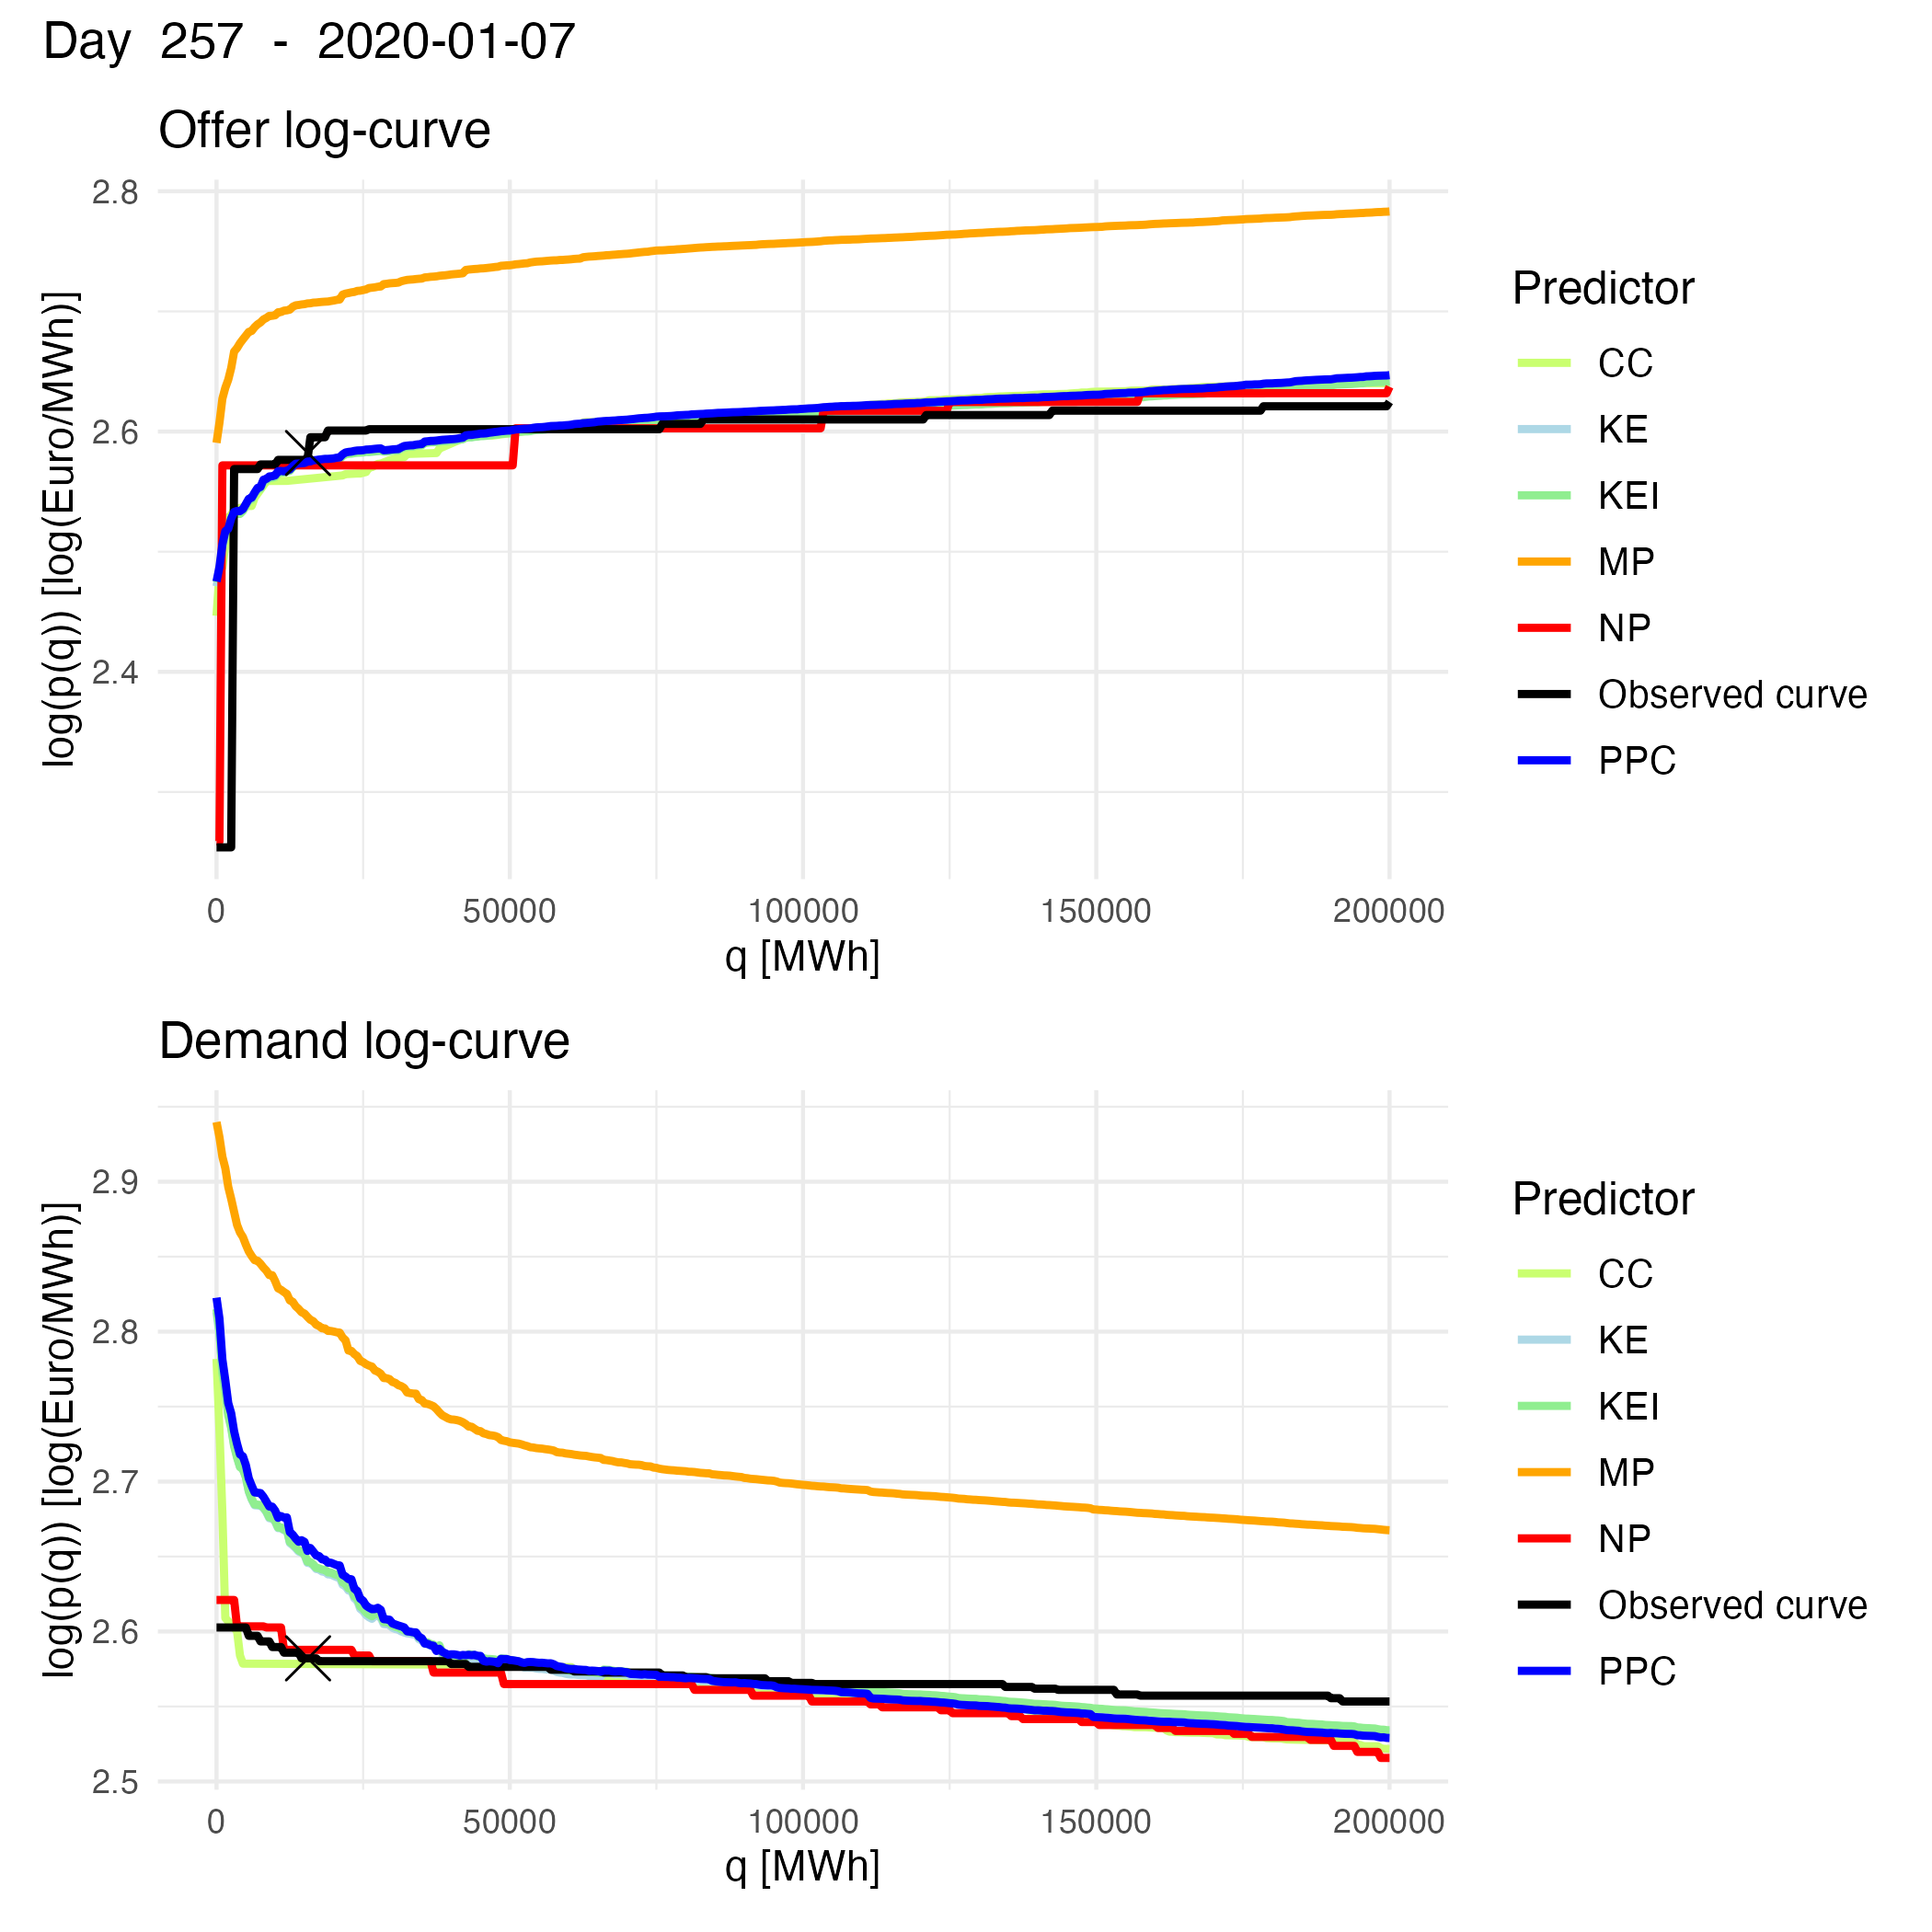 Day 257 - 2020-01-07
Offer log-curve
log(p(q)) [log(Euro/MWh)]
2.8
2.6
2.4
0
50000
100000
150000
200000
q [MWh]
Predictor
CC
KE
KEI
MP
NP
Observed curve
PPC
Demand log-curve
log(p(q)) [log(Euro/MWh)]
2.9
2.8
2.7
2.6
2.5
0
50000
100000
150000
200000
q [MWh]
Predictor
CC
KE
KEI
MP
NP
Observed curve
PPC